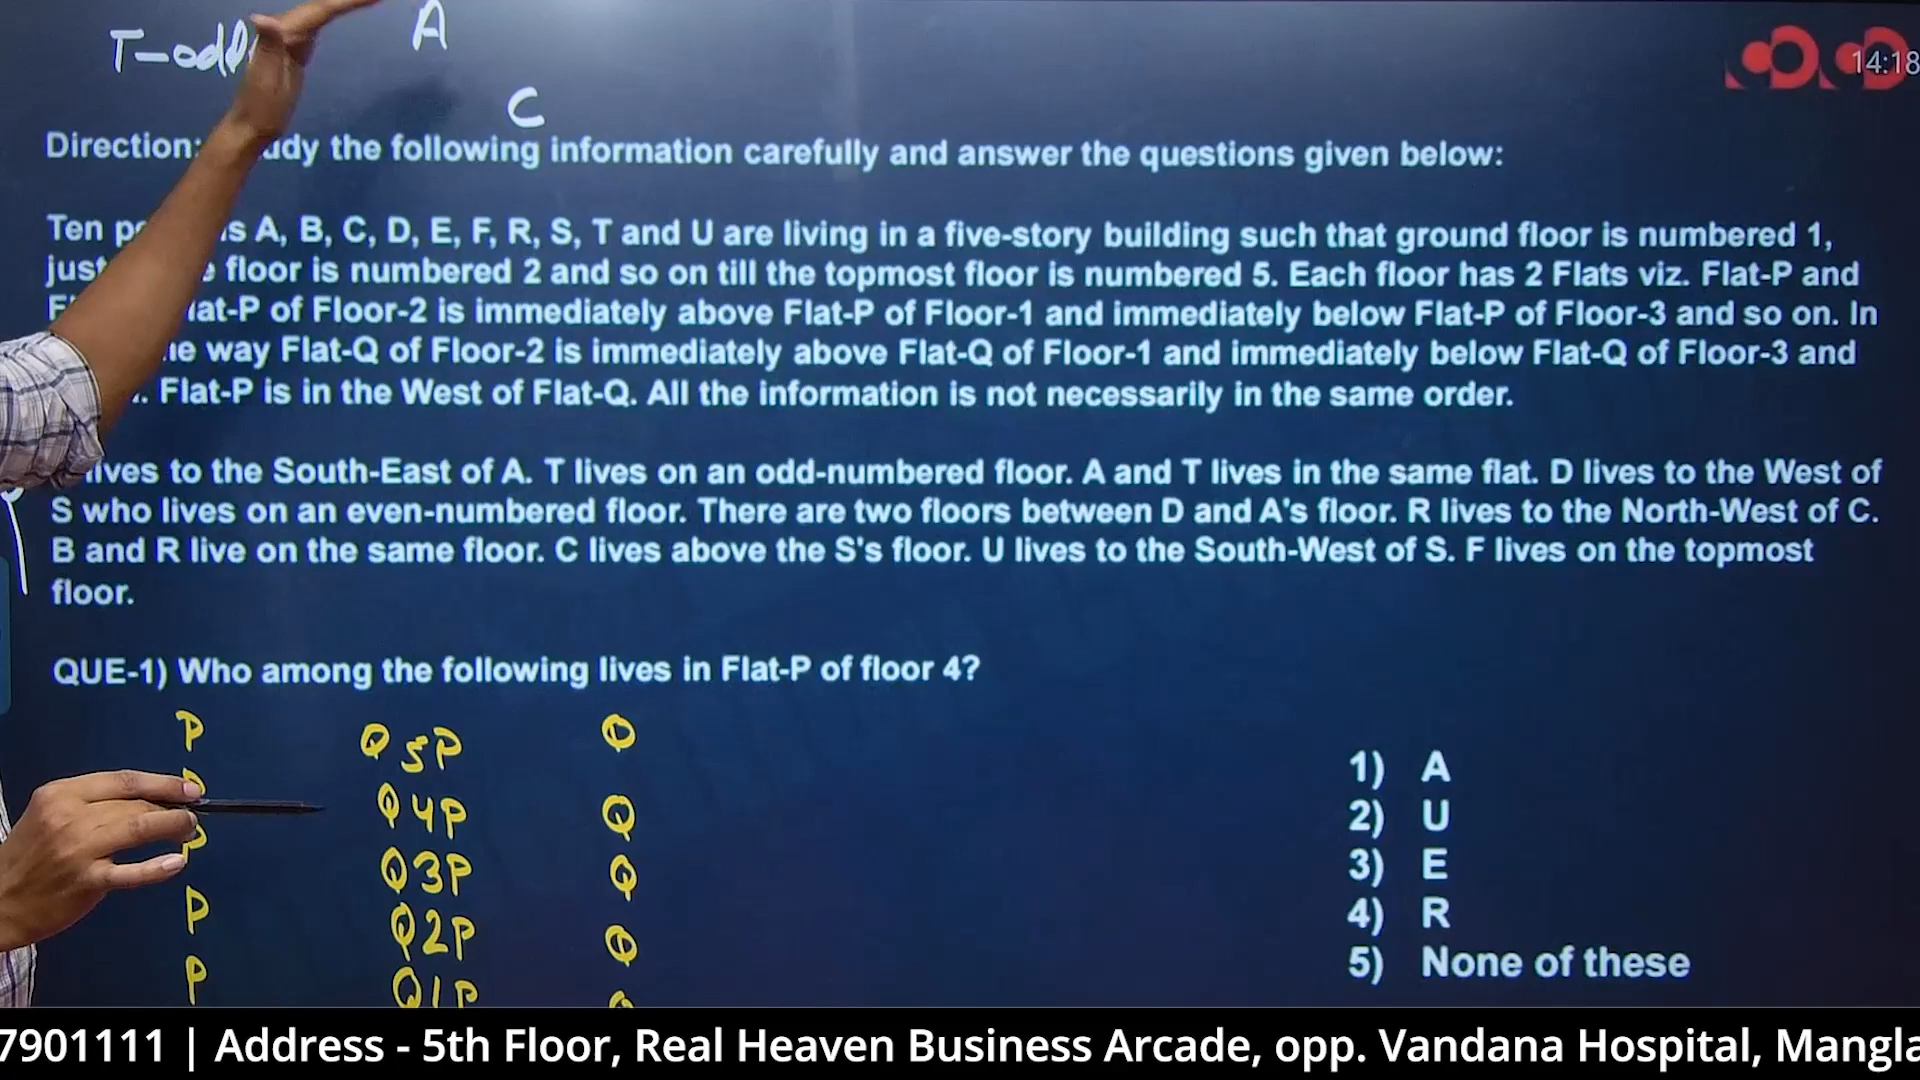 T-odd
A
C
14:18
Direction: udy the following information carefully and answer the questions given below:
Ten pe s A, B, C, D, E, F, R, S, T and U are living in a five-story building such that ground floor is numbered 1,
just floor is numbered 2 and so on till the topmost floor is numbered 5. Each floor has 2 Flats viz. Flat-P and
lat-P of Floor-2 is immediately above Flat-P of Floor-1 and immediately below Flat-P of Floor-3 and so on. In
e way Flat-Q of Floor-2 is immediately above Flat-Q of Floor-1 and immediately below Flat-Q of Floor-3 and
. Flat-P is in the West of Flat-Q. All the information is not necessarily in the same order.
lives to the South-East of A. T lives on an odd-numbered floor. A and T lives in the same flat. D lives to the West of
S who lives on an even-numbered floor. There are two floors between D and A's floor. R lives to the North-West of C.
B and R live on the same floor. C lives above the S's floor. U lives to the South-West of S. F lives on the topmost
floor.
QUE-1) Who among the following lives in Flat-P of floor 4?
P Q 5P Q
P Q 4P Q
P Q3P Q
P Q2P Q
P Q1P Q
1) A
2) U
3) E
4) R
5) None of these
7901111 | Address - 5th Floor, Real Heaven Business Arcade, opp. Vandana Hospital, Mangla